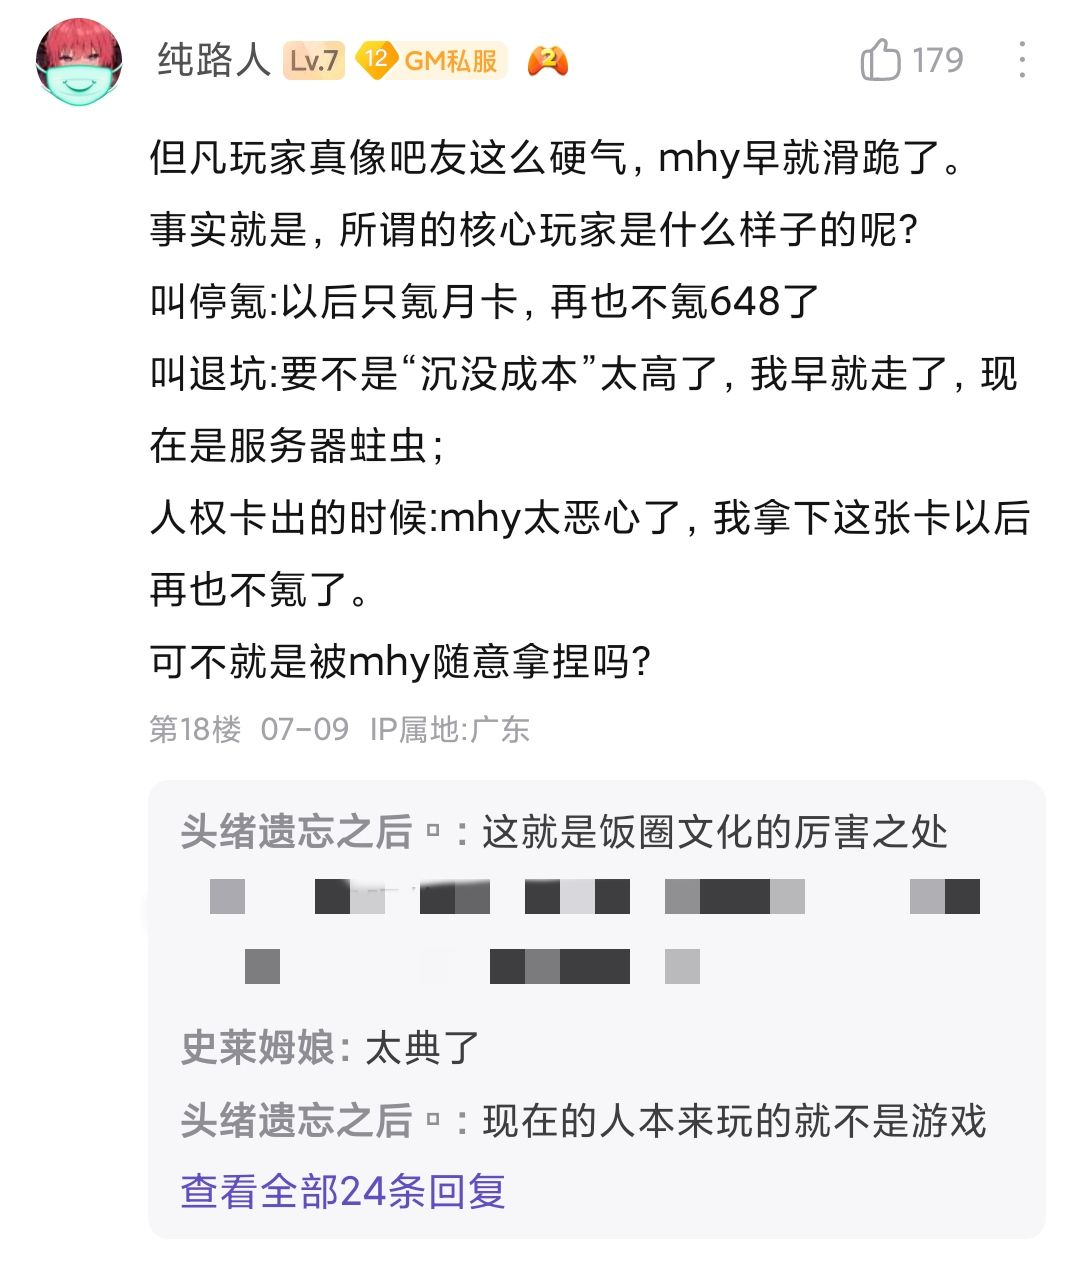 纯路人 Lv.7 12 GM私服 2 179
但凡玩家真像吧友这么硬气, mhy早就滑跪了。
事实就是, 所谓的核心玩家是什么样子的呢?
叫停氪:以后只氪月卡, 再也不氪648了
叫退坑:要不是“沉没成本”太高了, 我早就走了, 现
在是服务器蛀虫;
人权卡出的时候:mhy太恶心了, 我拿下这张卡以后
再也不氪了。
可不就是被mhy随意拿捏吗?
第18楼 07-09 IP属地:广东
头绪遗忘之后 : 这就是饭圈文化的厉害之处
史莱姆娘: 太典了
头绪遗忘之后 : 现在的人本来玩的就不是游戏
查看全部24条回复